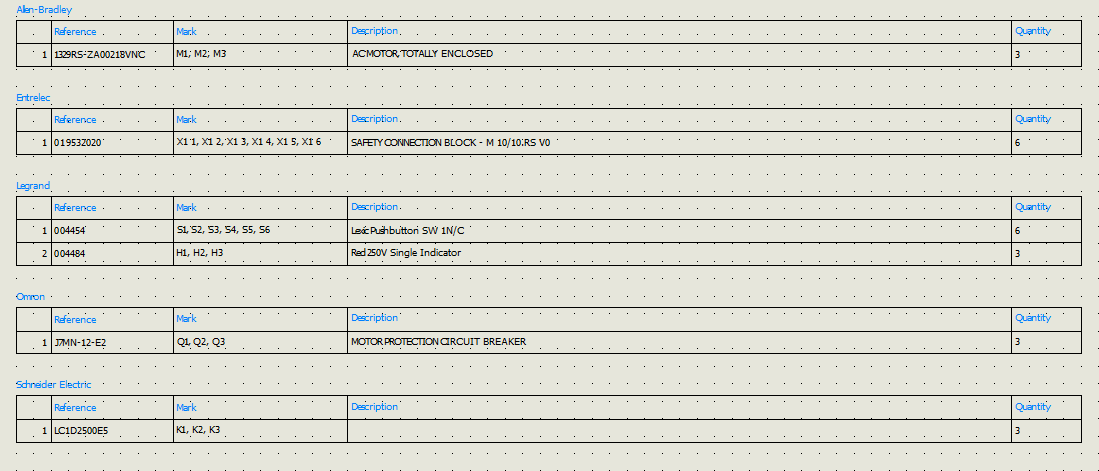 Allen-Bradley
Reference Mark Description Quantity
1 1329RS-ZA00218VNC M1, M2, M3 AC MOTOR, TOTALLY ENCLOSED 3
Entrelec
Reference Mark Description Quantity
1 019532020 X1 1, X1 2, X1 3, X1 4, X1 5, X1 6 SAFETY CONNECTION BLOCK - M 10/10.RS V0 6
Legrand
Reference Mark Description Quantity
1 004454 S1, S2, S3, S4, S5, S6 Lexic Pushbutton SW 1N/C 6
2 004484 H1, H2, H3 Red 250V Single Indicator 3
Omron
Reference Mark Description Quantity
1 J7MN-12-E2 Q1, Q2, Q3 MOTOR PROTECTION CIRCUIT BREAKER 3
Schneider Electric
Reference Mark Description Quantity
1 LC1D2500E5 K1, K2, K3 3